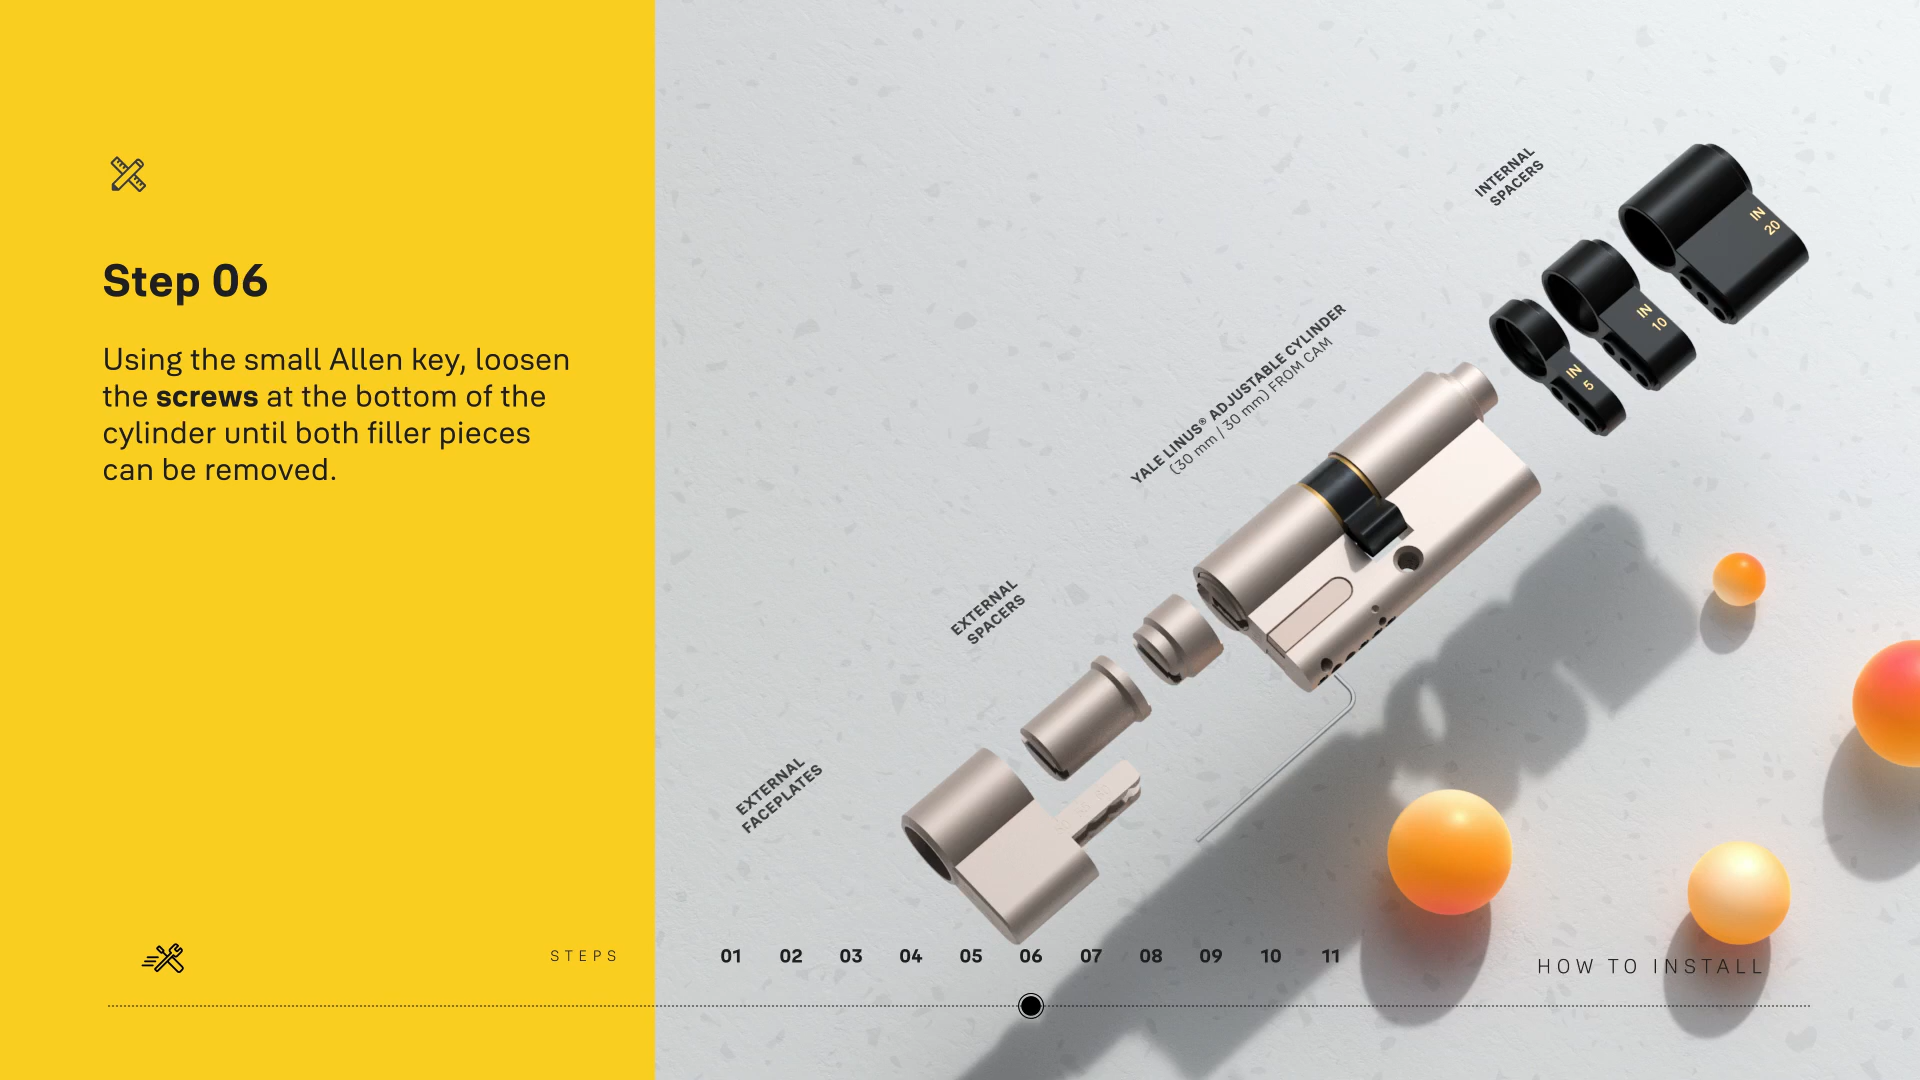 Step 06
Using the small Allen key, loosen
the screws at the bottom of the
cylinder until both filler pieces
can be removed.
INTERNAL
SPACERS
IN
20
IN
10
IN
5
YALE LINUS® ADJUSTABLE CYLINDER
(30 mm / 30 mm) FROM CAM
EXTERNAL
SPACERS
EXTERNAL
FACEPLATES
STEPS
01 02 03 04 05 06 07 08 09 10 11
HOW TO INSTALL